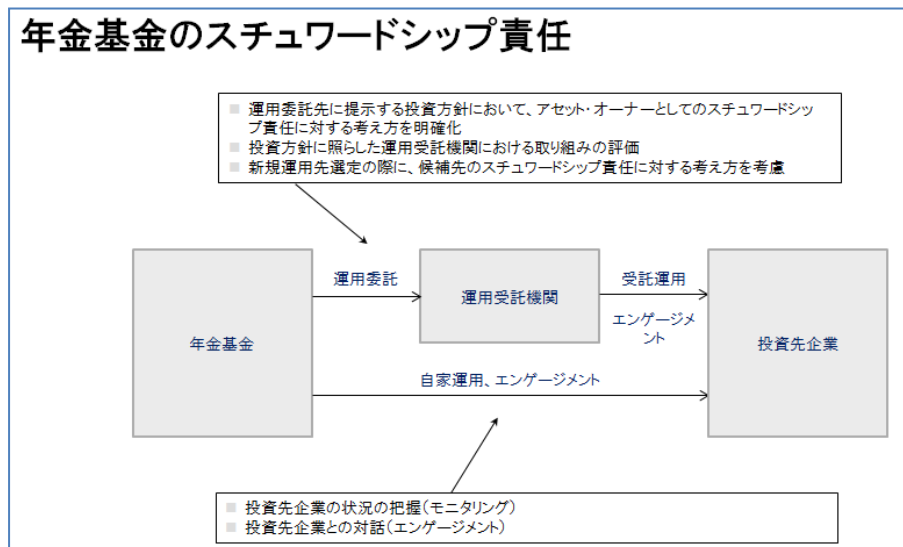 年金基金のスチュワードシップ責任
運用委託先に提示する投資方針において、アセット・オーナーとしてのスチュワードシッ
プ責任に対する考え方を明確化
投資方針に照らした運用受託機関における取り組みの評価
新規運用先選定の際に、候補先のスチュワードシップ責任に対する考え方を考慮
運用委託
受託運用
運用受託機関
エンゲージメ
ント
年金基金
投資先企業
自家運用、エンゲージメント
投資先企業の状況の把握(モニタリング)
投資先企業との対話(エンゲージメント)